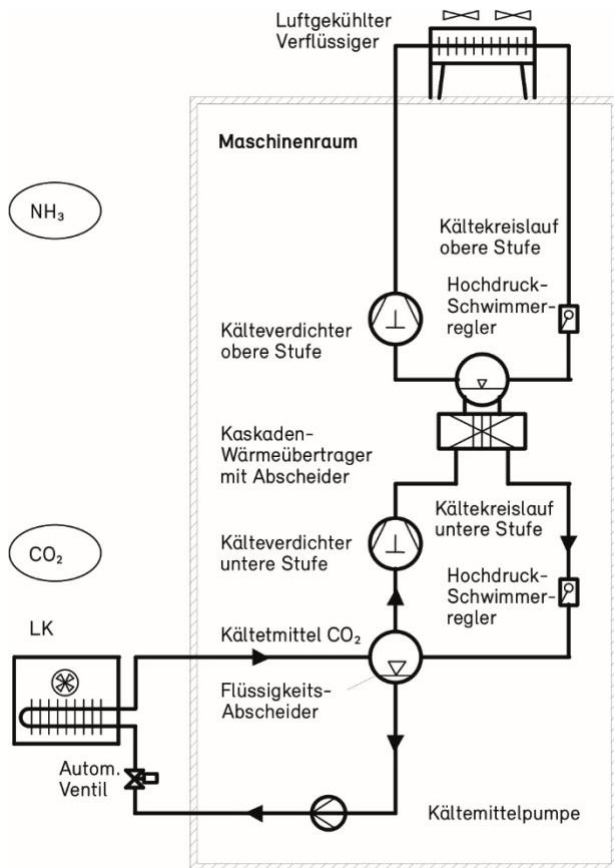 Luftgekühlter
Verflüssiger
Maschinenraum
NH₃
Kältekreislauf
obere Stufe
Hochdruck-
Schwimmer-
regler
Kälteverdichter
obere Stufe
Kaskaden-
Wärmeübertrager
mit Abscheider
Kältekreislauf
untere Stufe
CO₂
Kälteverdichter
untere Stufe
Hochdruck-
Schwimmer-
regler
LK
Kältetmittel CO₂
Flüssigkeits-
Abscheider
Autom.
Ventil
Kältemittelpumpe